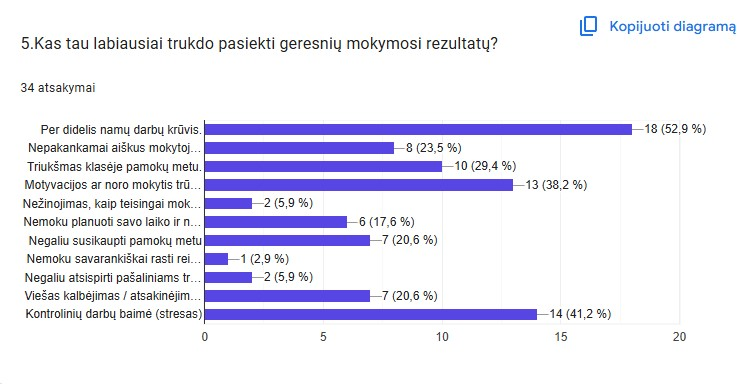 Kopijuoti diagramą
5.Kas tau labiausiai trukdo pasiekti geresnių mokymosi rezultatų?
34 atsakymai
Per didelis namų darbų krūvis. 18 (52,9 %)
Nepakankamai aiškus mokytoj… 8 (23,5 %)
Triukšmas klasėje pamokų metu. 10 (29,4 %)
Motyvacijos ar noro mokytis trū… 13 (38,2 %)
Nežinojimas, kaip teisingai mok… 2 (5,9 %)
Nemoku planuoti savo laiko ir n… 6 (17,6 %)
Negaliu susikaupti pamokų metu 7 (20,6 %)
Nemoku savarankiškai rasti rei… 1 (2,9 %)
Negaliu atsispirti pašaliniams tr… 2 (5,9 %)
Viešas kalbėjimas / atsakinėjim… 7 (20,6 %)
Kontrolinių darbų baimė (stresas) 14 (41,2 %)
0 5 10 15 20